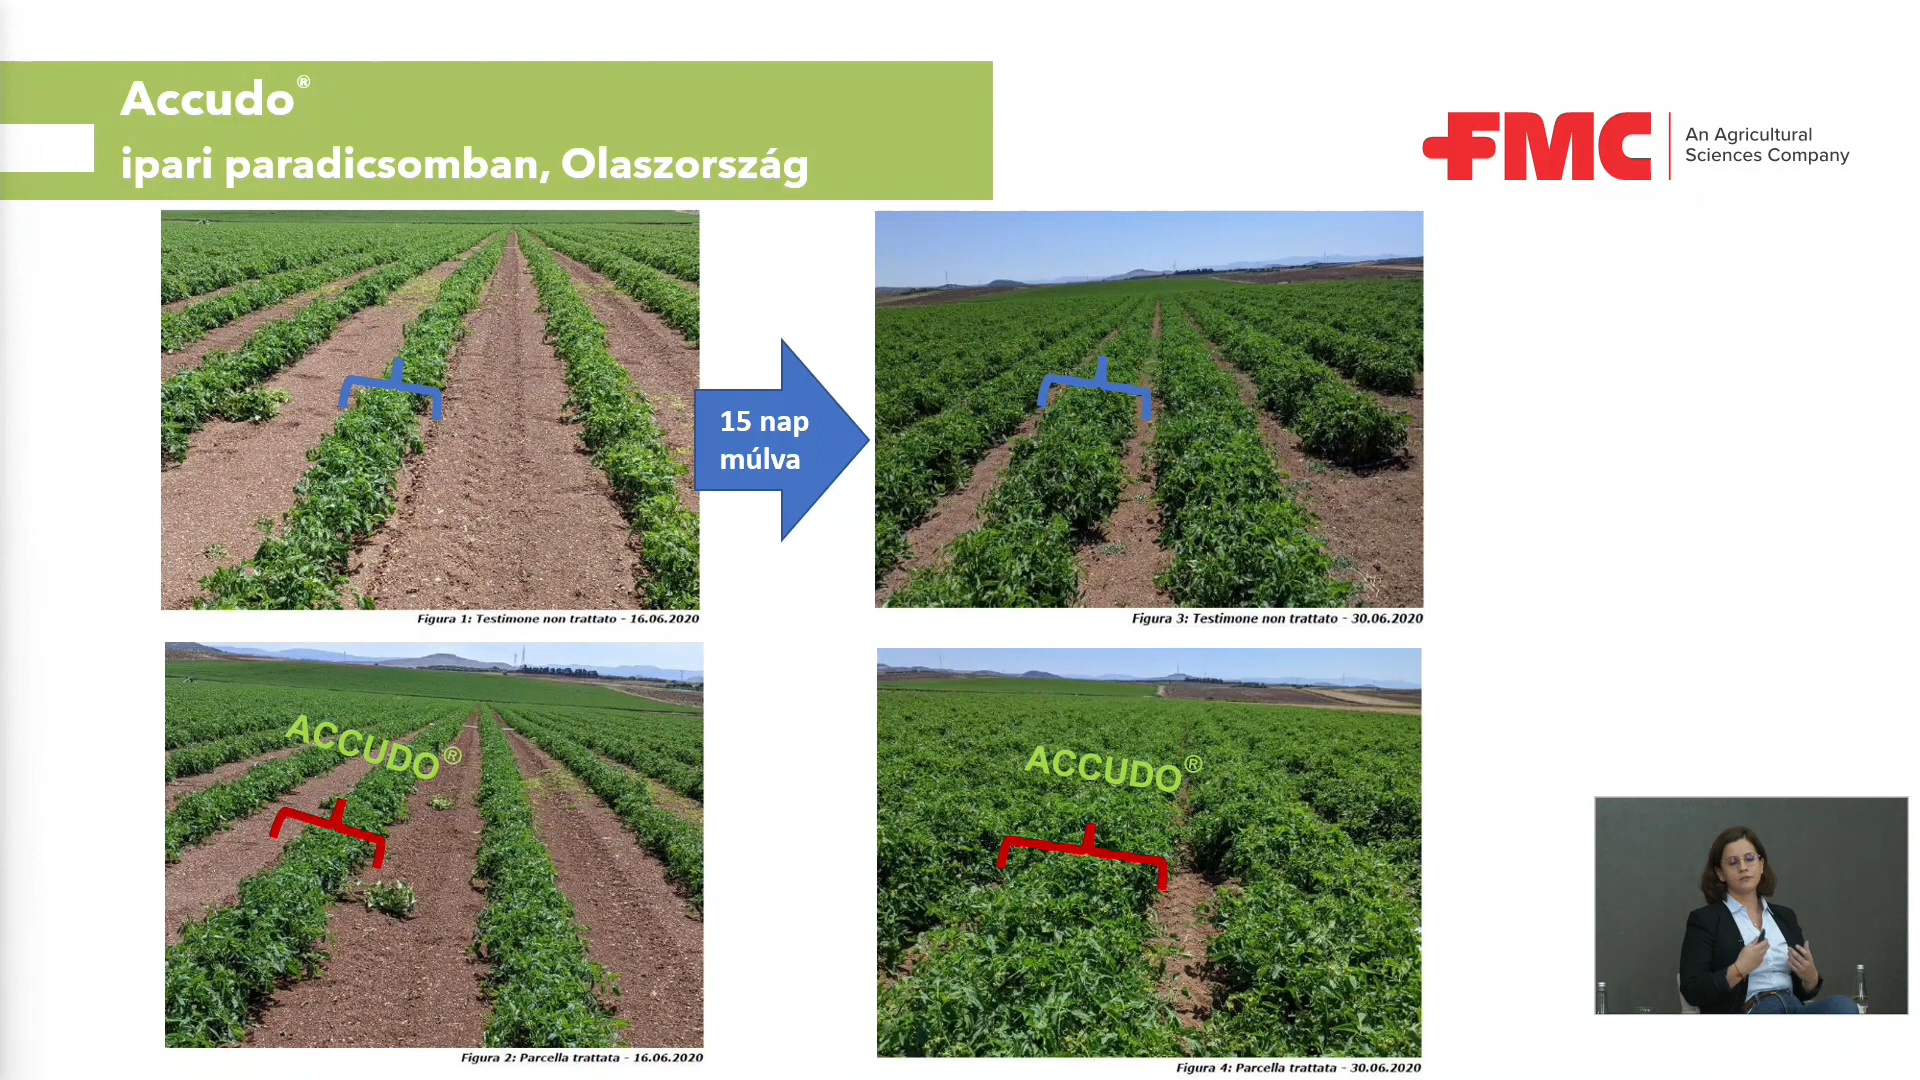 Accudo®
ipari paradicsomban, Olaszország
FMC
An Agricultural
Sciences Company
15 nap
múlva
Figura 1: Testimone non trattato - 16.06.2020
Figura 3: Testimone non trattato - 30.06.2020
ACCUDO®
ACCUDO®
Figura 2: Parcella trattata - 16.06.2020
Figura 4: Parcella trattata - 30.06.2020